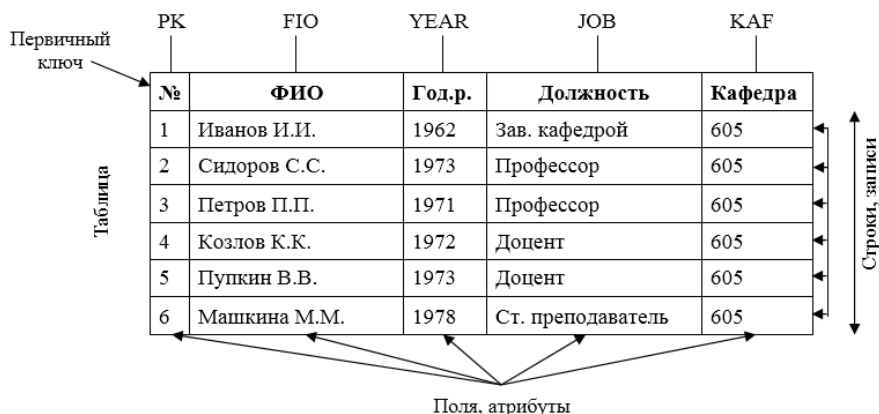 PK FIO YEAR JOB KAF
Первичный
ключ
№ ФИО Год.р. Должность Кафедра
1 Иванов И.И. 1962 Зав. кафедрой 605
2 Сидоров С.С. 1973 Профессор 605
3 Петров П.П. 1971 Профессор 605
4 Козлов К.К. 1972 Доцент 605
5 Пупкин В.В. 1973 Доцент 605
6 Машкина М.М. 1978 Ст. преподаватель 605
Таблица
Строки, записи
Поля, атрибуты